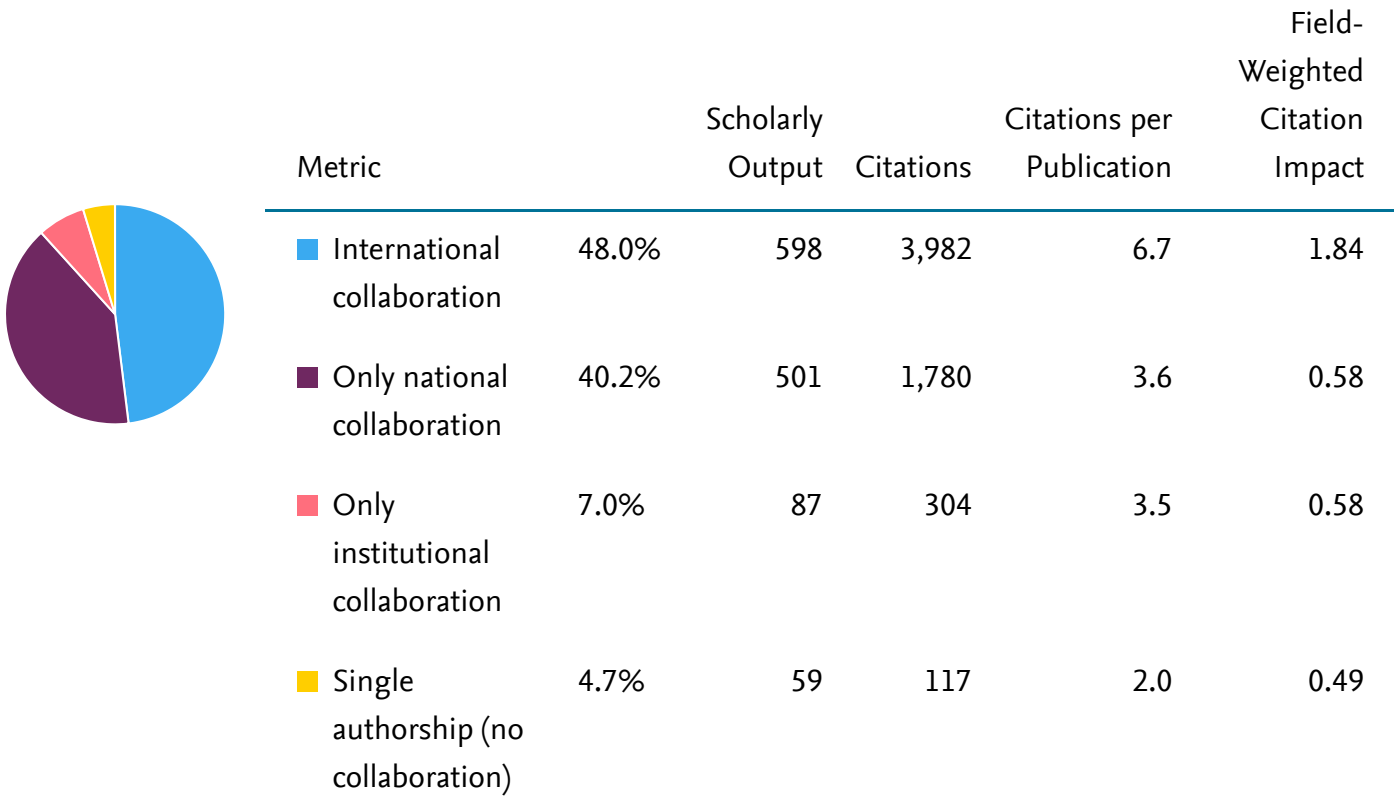 Field-
Weighted
Scholarly Citations per Citation
Metric Output Citations Publication Impact
International 48.0% 598 3,982 6.7 1.84
collaboration
Only national 40.2% 501 1,780 3.6 0.58
collaboration
Only 7.0% 87 304 3.5 0.58
institutional
collaboration
Single 4.7% 59 117 2.0 0.49
authorship (no
collaboration)